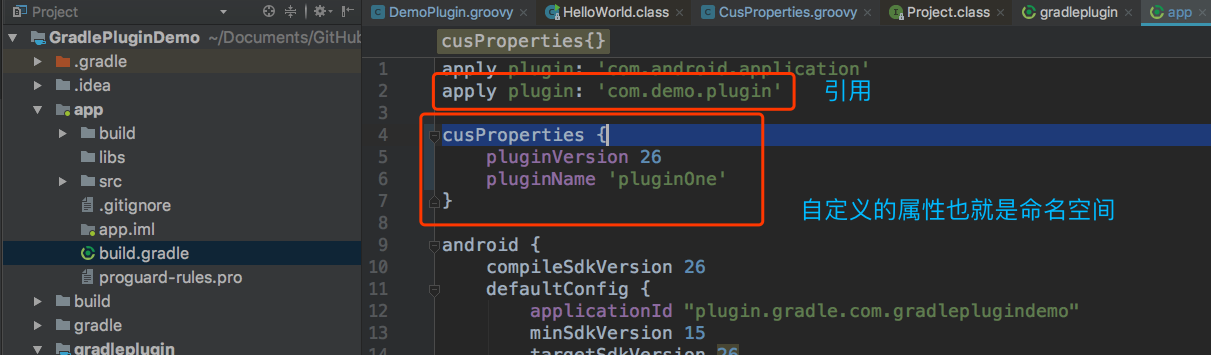 Project
DemoPlugin.groovy
HelloWorld.class
CusProperties.groovy
Project.class
gradleplugin
app
GradlePluginDemo ~/Documents/GitHub
.gradle
.idea
app
build
libs
src
.gitignore
app.iml
build.gradle
proguard-rules.pro
build
gradle
gradleplugin
cusProperties{}
1 apply plugin: 'com.android.application'
2 apply plugin: 'com.demo.plugin'
引用
3
4 cusProperties {
5 pluginVersion 26
6 pluginName 'pluginOne'
7 }
自定义的属性也就是命名空间
8
9 android {
10 compileSdkVersion 26
11 defaultConfig {
12 applicationId "plugin.gradle.com.gradleplugindemo"
13 minSdkVersion 15
14 targetSdkVersion 26